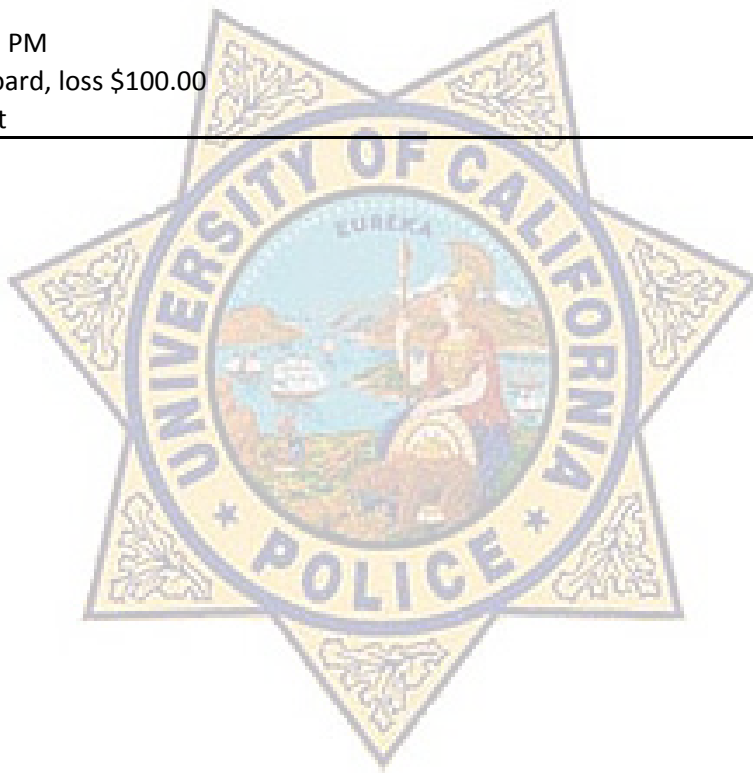 PM
oard, loss $100.00
t
UNIVERSITY OF CALIFORNIA
EUREKA
POLICE